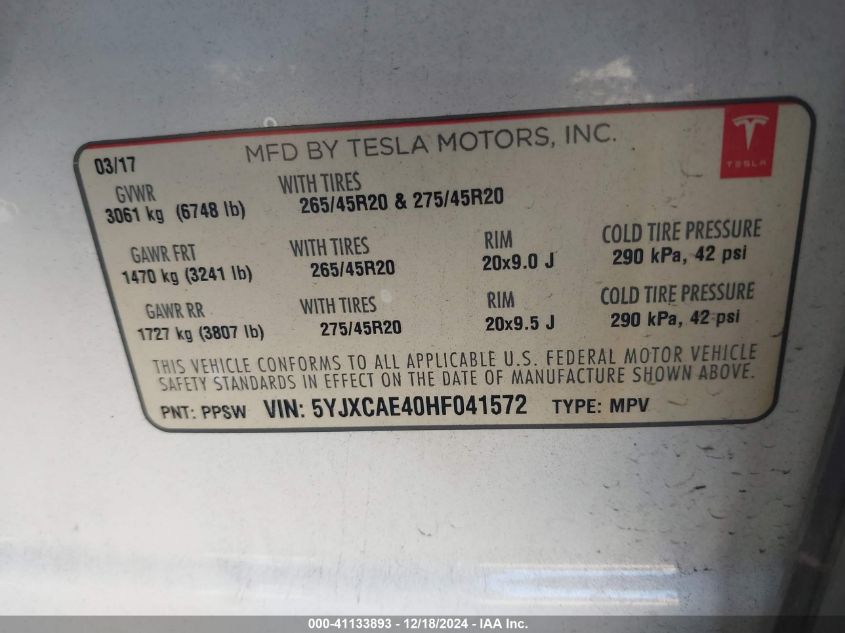 03/17 MFD BY TESLA MOTORS, INC.
TESLA
GVWR WITH TIRES
3061 kg (6748 lb) 265/45R20 & 275/45R20
GAWR FRT WITH TIRES RIM COLD TIRE PRESSURE
1470 kg (3241 lb) 265/45R20 20x9.0 J 290 kPa, 42 psi
GAWR RR WITH TIRES RIM COLD TIRE PRESSURE
1727 kg (3807 lb) 275/45R20 20x9.5 J 290 kPa, 42 psi
THIS VEHICLE CONFORMS TO ALL APPLICABLE U.S. FEDERAL MOTOR VEHICLE
SAFETY STANDARDS IN EFFECT ON THE DATE OF MANUFACTURE SHOWN ABOVE.
PNT: PPSW VIN: 5YJXCAE40HF041572 TYPE: MPV
000-41133893 - 12/18/2024 - IAA Inc.